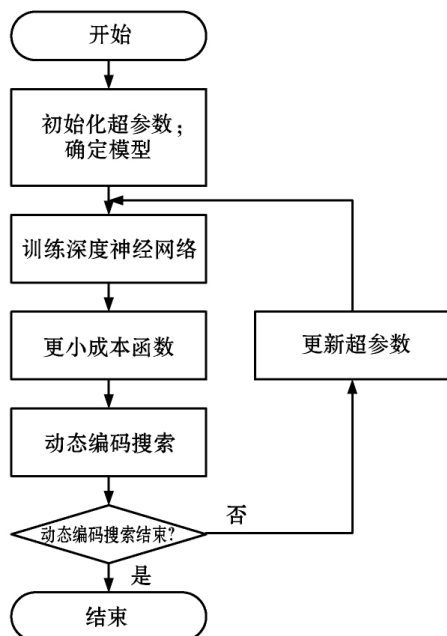 开始
初始化超参数；
确定模型
训练深度神经网络
更小成本函数
更新超参数
动态编码搜索
动态编码搜索结束?
否
是
结束